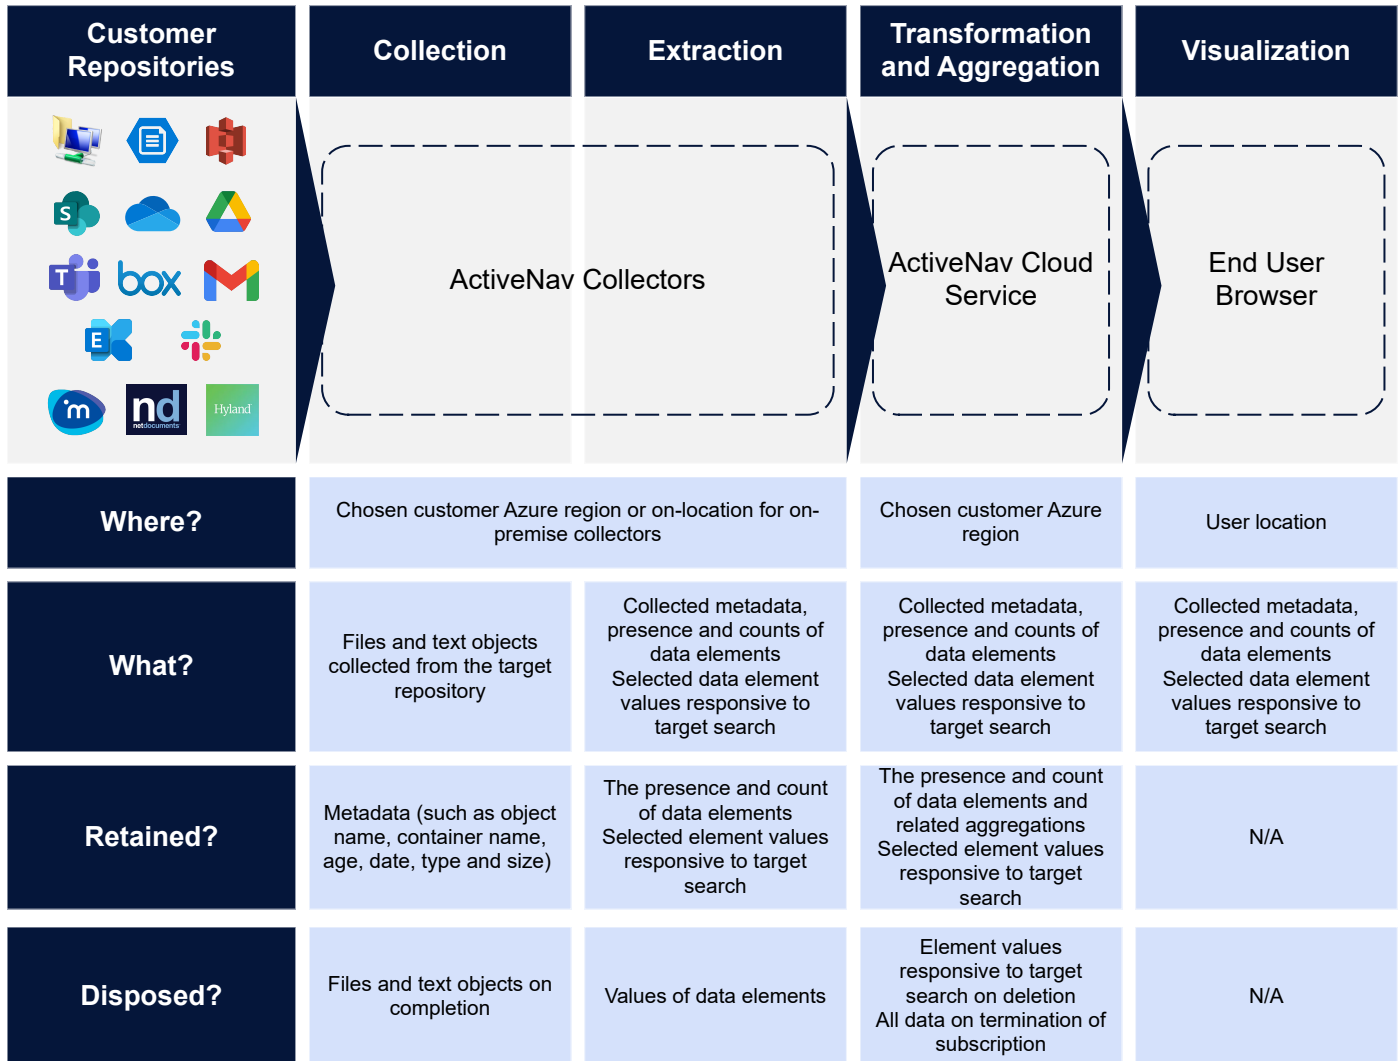 Customer
Repositories
Collection
Extraction
Transformation
and Aggregation
Visualization
S
T
box
E
m
nd
netdocuments
Hyland
ActiveNav Collectors
ActiveNav Cloud
Service
End User
Browser
Where?
Chosen customer Azure region or on-location for on-
premise collectors
Chosen customer Azure
region
User location
What?
Files and text objects
collected from the target
repository
Collected metadata,
presence and counts of
data elements
Selected data element
values responsive to
target search
Collected metadata,
presence and counts of
data elements
Selected data element
values responsive to
target search
Collected metadata,
presence and counts of
data elements
Selected data element
values responsive to
target search
Retained?
Metadata (such as object
name, container name,
age, date, type and size)
The presence and count
of data elements
Selected element values
responsive to target
search
The presence and count
of data elements and
related aggregations
Selected element values
responsive to target
search
N/A
Disposed?
Files and text objects on
completion
Values of data elements
Element values
responsive to target
search on deletion
All data on termination of
subscription
N/A